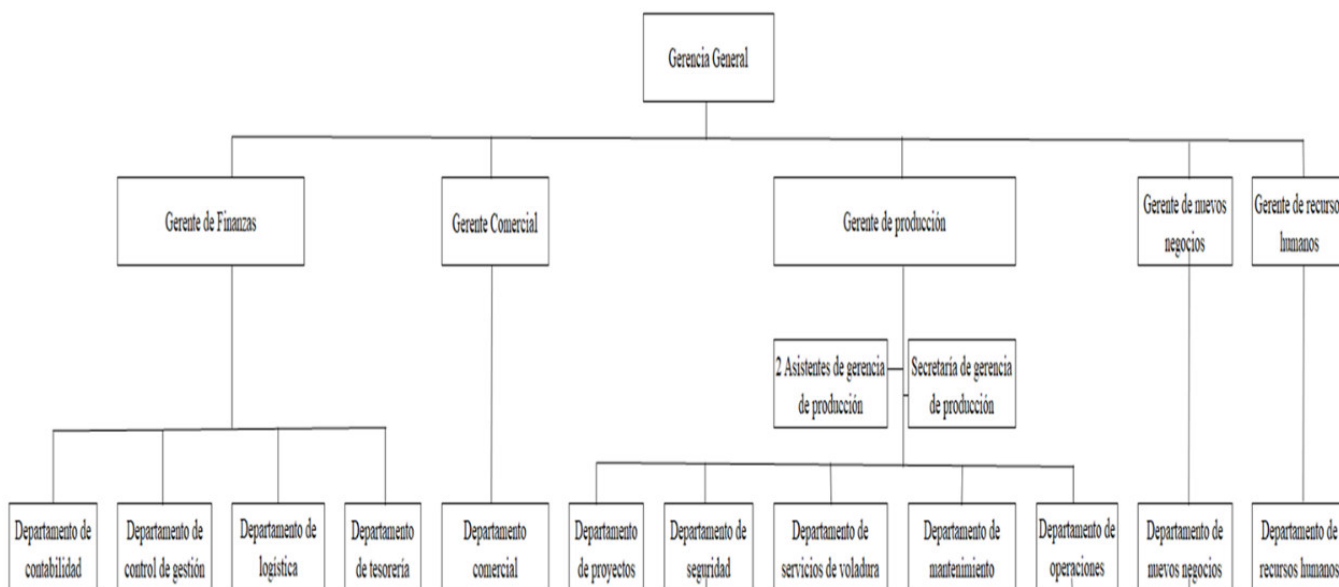 Gerencia General
Gerente de Finanzas
Gerente Comercial
Gerente de producción
Gerente de nuevos
negocios
Gerente de recurso
humanos
2 Asistentes de gerencia
de producción
Secretaría de gerencia
de producción
Departamento de
contabilidad
Departamento de
control de gestión
Departamento de
logística
Departamento
de tesorería
Departamento
comercial
Departamento
de proyectos
Departamento de
seguridad
Departamento de
servicios de voladura
Departamento de
mantenimiento
Departamento de
operaciones
Departamento de
nuevos negocios
Departamento de
recursos humanos